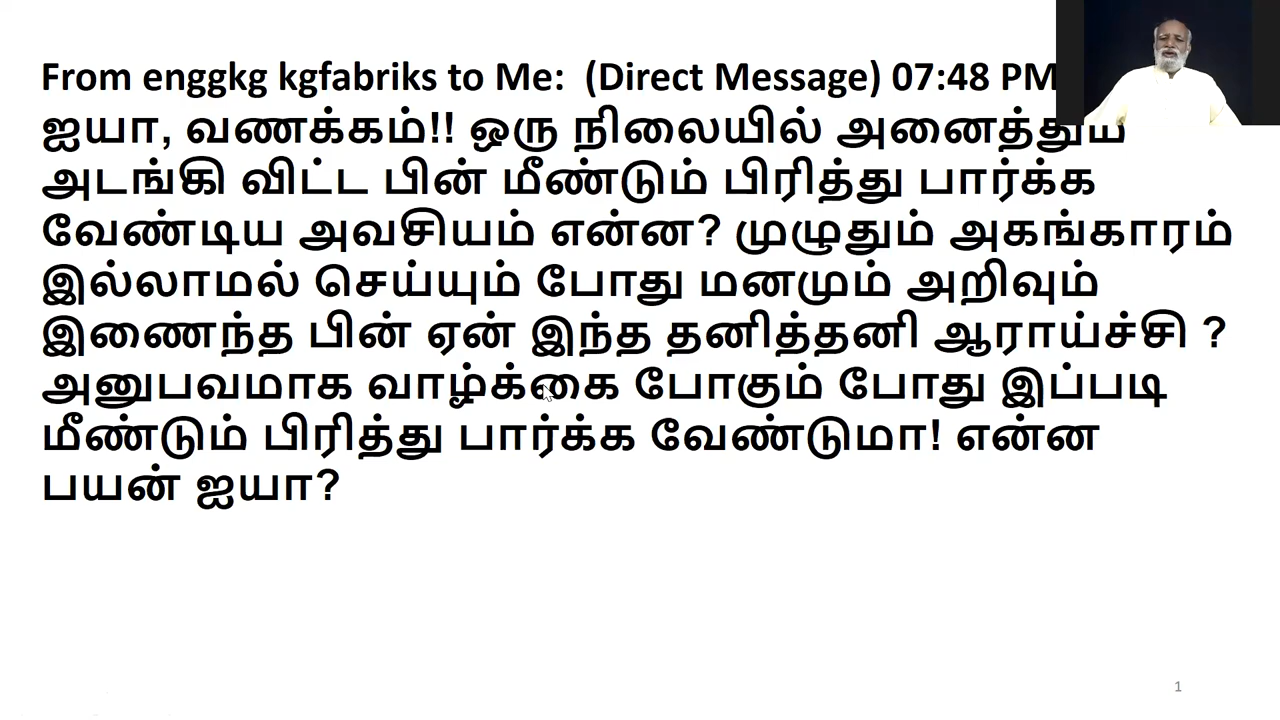 From enggkg kgfabriks to Me: (Direct Message) 07:48 PM
ஐயா, வணக்கம்!! ஒரு நிலையில்
அடங்கி விட்ட பின் மீண்டும் பிரித்து பார்க்க
வேண்டிய அவசியம் என்ன? முழுதும் அகங்காரம்
இல்லாமல் செய்யும் போது மனமும் அறிவும்
இணைந்த பின் ஏன் இந்த தனித்தனி ஆராய்ச்சி ?
அனுபவமாக வாழ்க்கை போகும் போது இப்படி
மீண்டும் பிரித்து பார்க்க வேண்டுமா! என்ன
பயன் ஐயா?
1